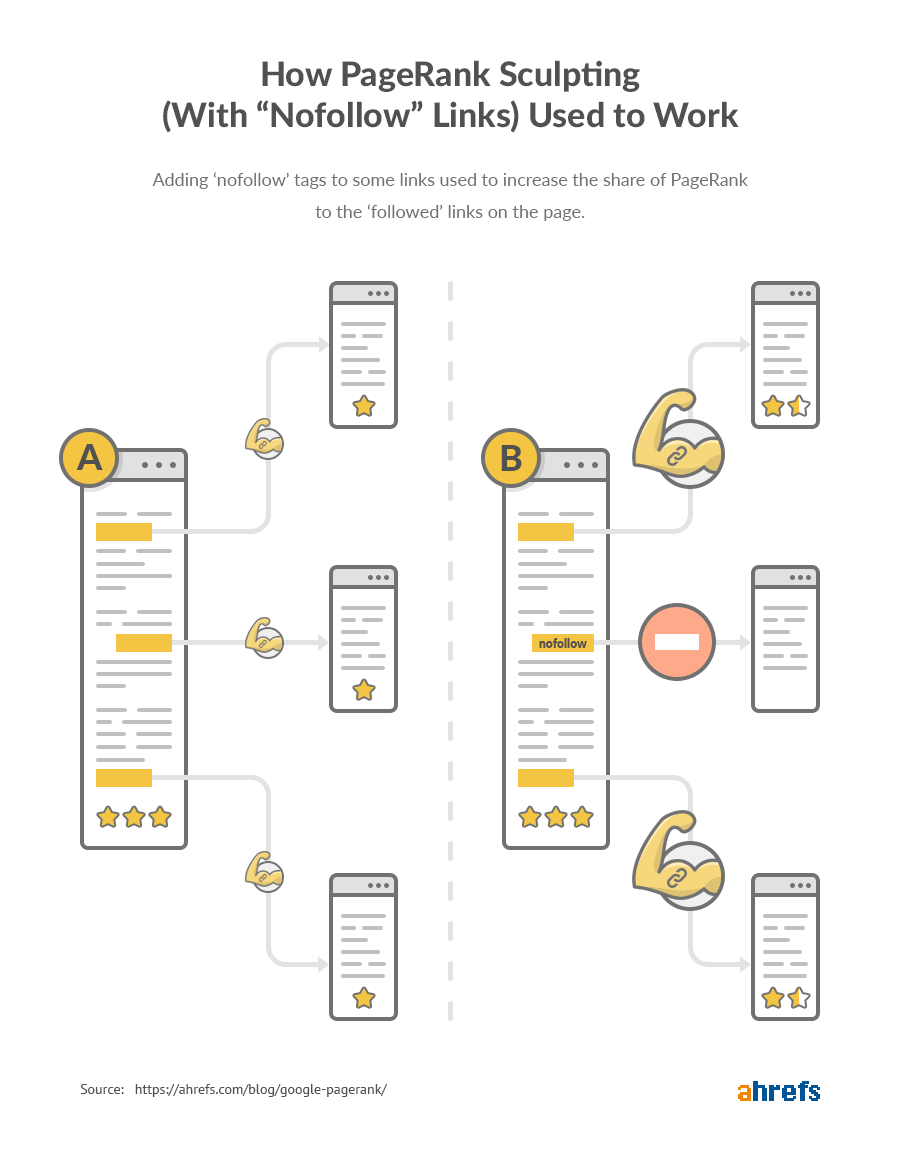 How PageRank Sculpting
(With “Nofollow” Links) Used to Work
Adding ‘nofollow’ tags to some links used to increase the share of PageRank
to the ‘followed’ links on the page.
A
B
nofollow
Source: https://ahrefs.com/blog/google-pagerank/
ahrefs